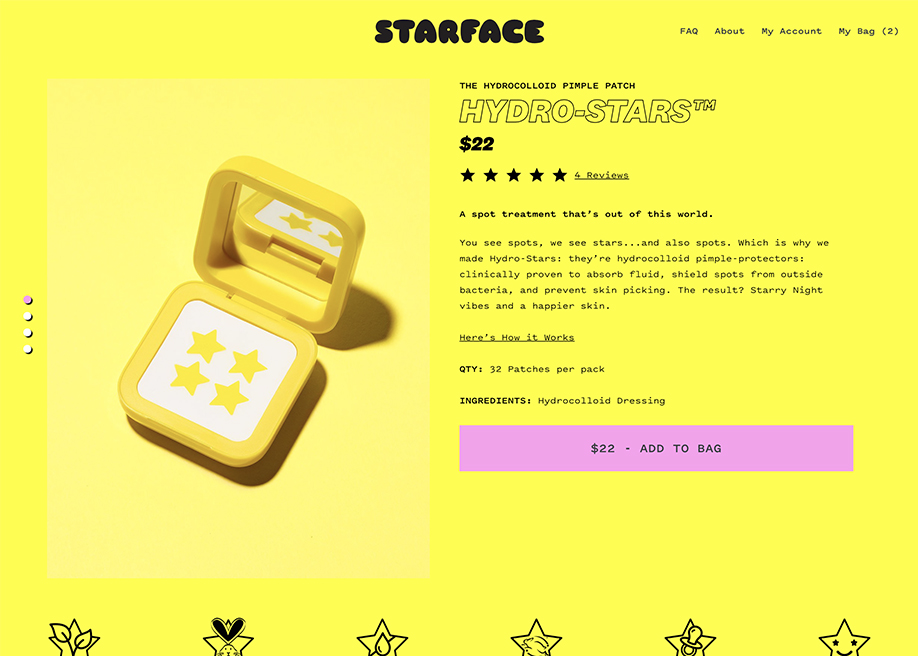 STARFACE
FAQ About My Account My Bag (2)
THE HYDROCOLLOID PIMPLE PATCH
HYDRO-STARS™
$22
4 Reviews
A spot treatment that’s out of this world.
You see spots, we see stars...and also spots. Which is why we
made Hydro-Stars: they’re hydrocolloid pimple-protectors:
clinically proven to absorb fluid, shield spots from outside
bacteria, and prevent skin picking. The result? Starry Night
vibes and a happier skin.
Here’s How it Works
QTY: 32 Patches per pack
INGREDIENTS: Hydrocolloid Dressing
$22 - ADD TO BAG